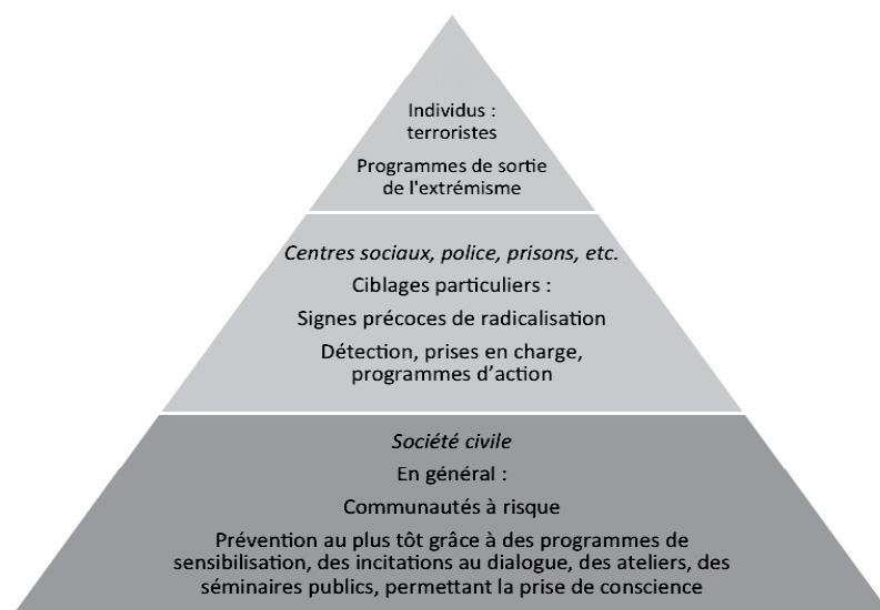 Individus :
terroristes
Programmes de sortie
de l'extrémisme
Centres sociaux, police, prisons, etc.
Ciblages particuliers :
Signes précoces de radicalisation
Détection, prises en charge,
programmes d’action
Société civile
En général :
Communautés à risque
Prévention au plus tôt grâce à des programmes de
sensibilisation, des incitations au dialogue, des ateliers, des
séminaires publics, permettant la prise de conscience